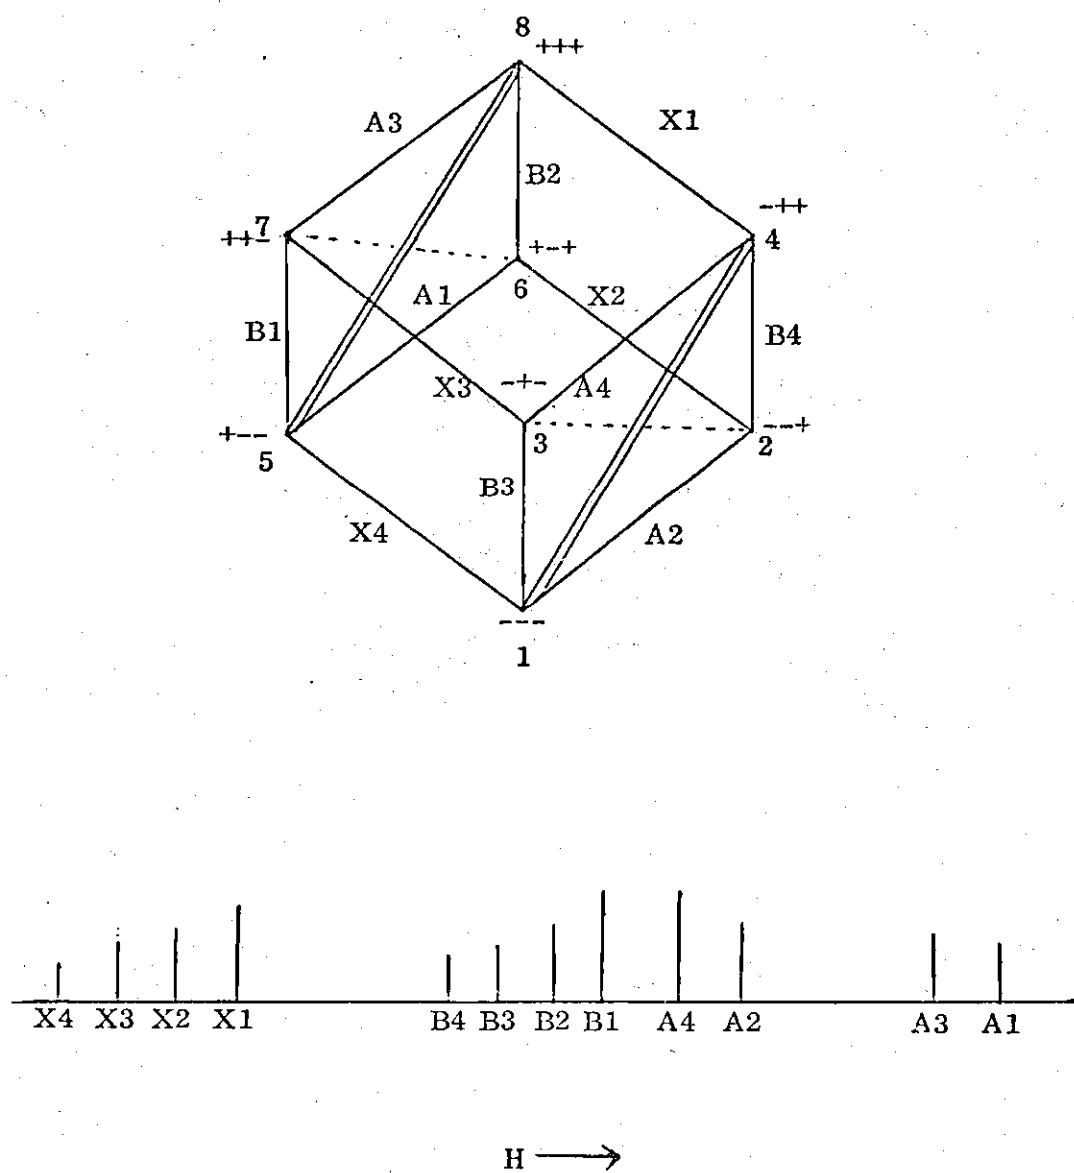 8
+++
A3
X1
B2
-++
7
++-
4
+-+
6
A1
X2
B1
B4
X3
-+-
A4
+--
5
3
--+
2
B3
X4
A2
---
1
X4 X3 X2 X1 B4 B3 B2 B1 A4 A2 A3 A1
H